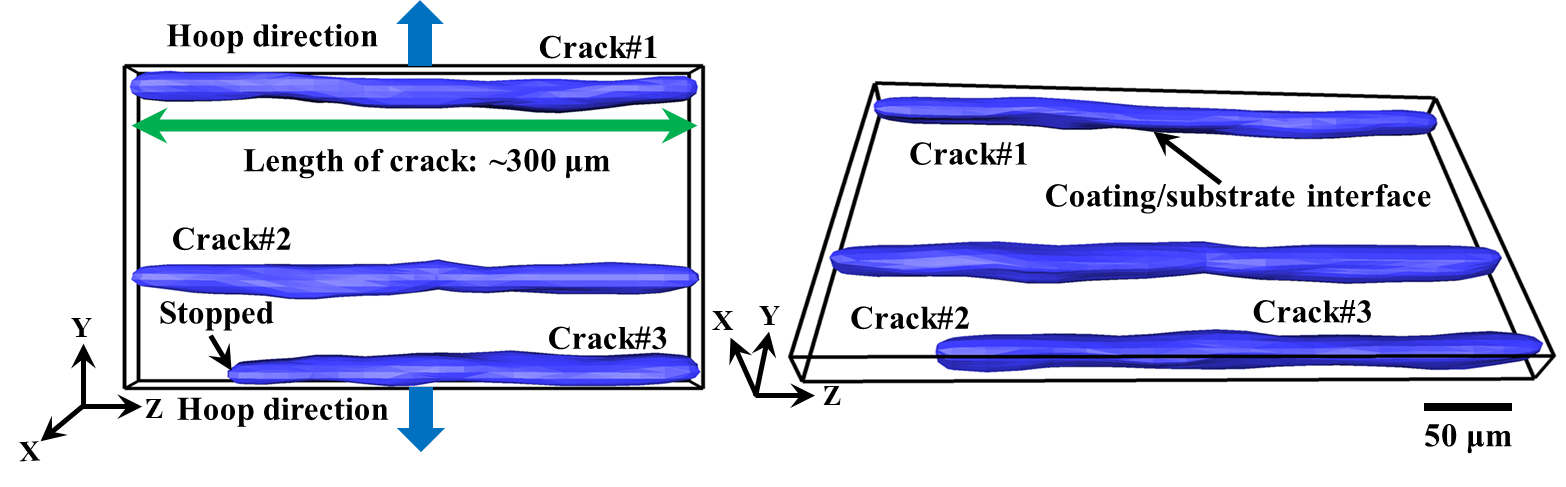 Hoop direction
Crack#1
Length of crack: ~300 μm
Crack#2
Stopped
Crack#3
Y
Z
X
Hoop direction
Crack#1
Coating/substrate interface
Crack#2
Crack#3
X
Y
Z
50 μm